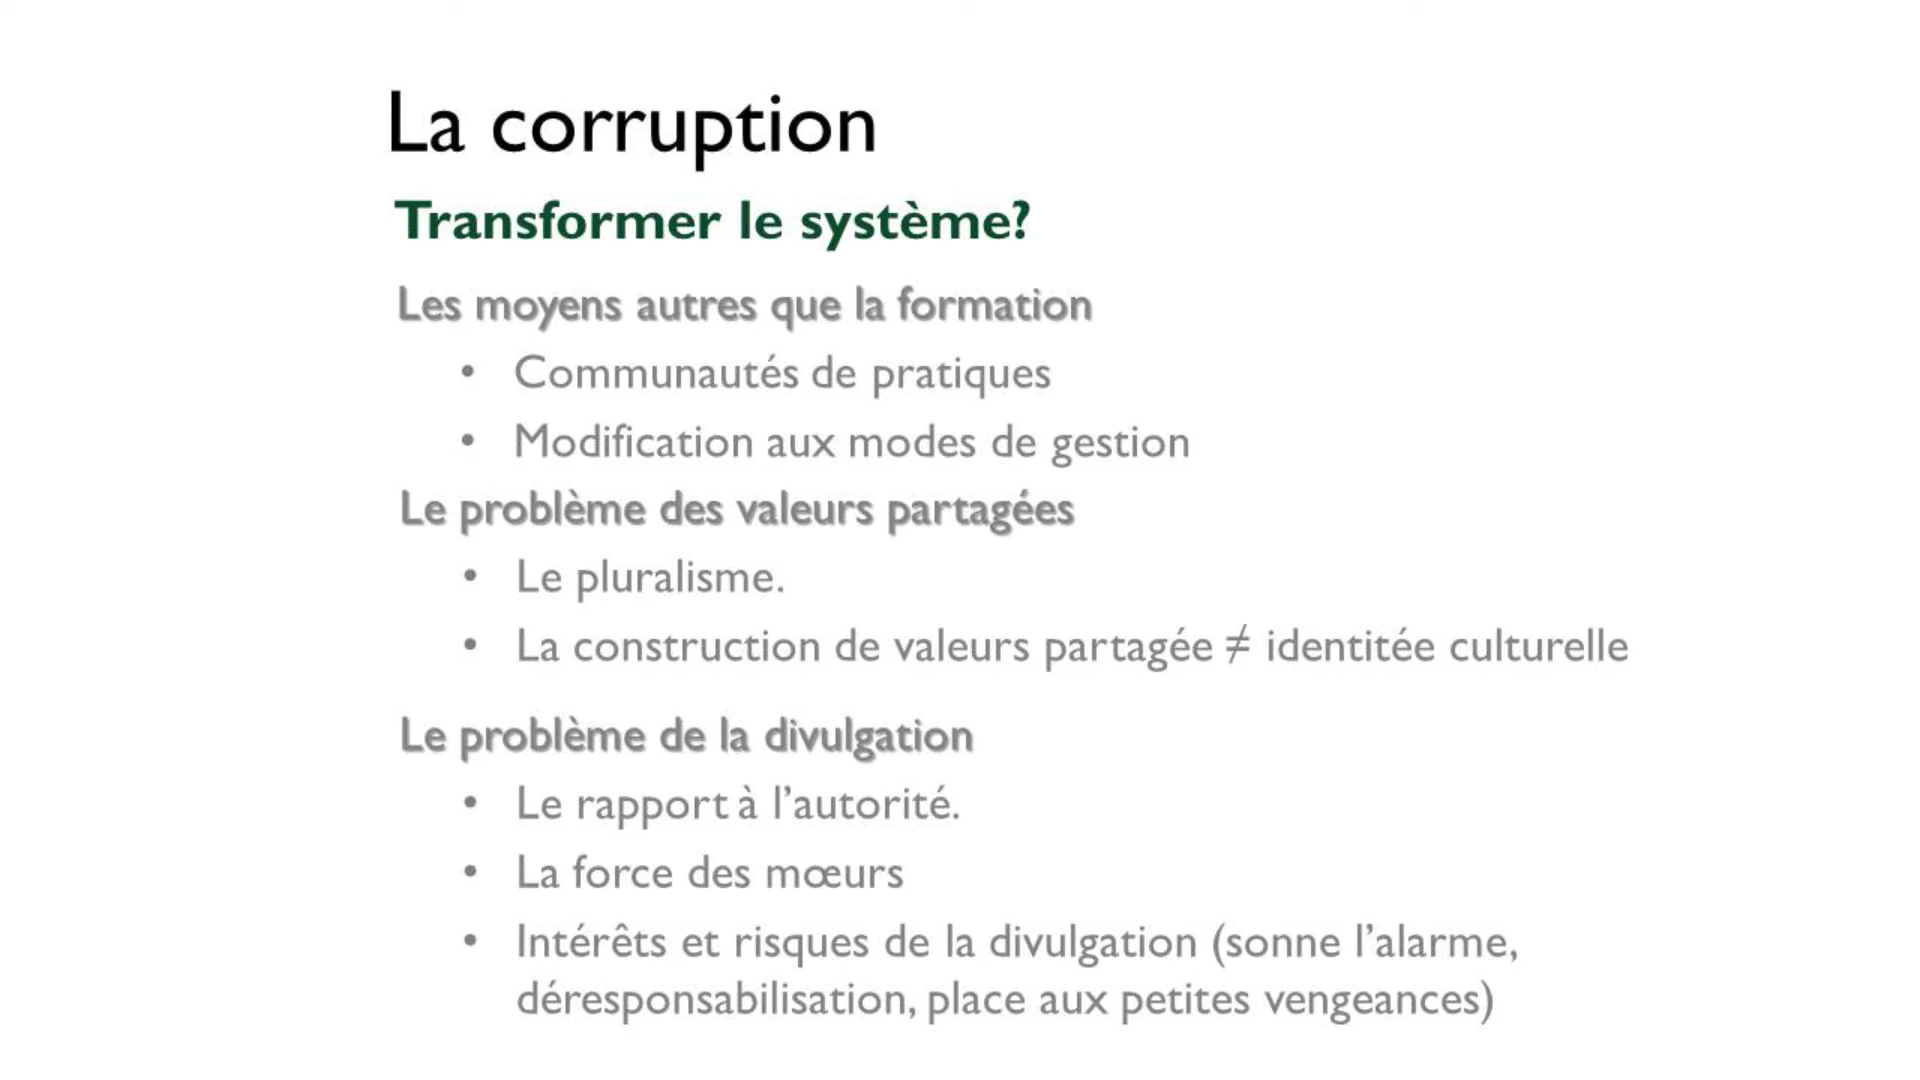 La corruption
Transformer le système?
Les moyens autres que la formation
• Communautés de pratiques
• Modification aux modes de gestion
Le problème des valeurs partagées
• Le pluralisme.
• La construction de valeurs partagée ≠ identitée culturelle
Le problème de la divulgation
• Le rapport à l’autorité.
• La force des mœurs
• Intérêts et risques de la divulgation (sonne l’alarme,
déresponsabilisation, place aux petites vengeances)